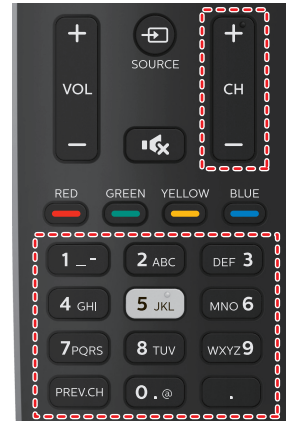 + +
SOURCE
VOL CH
− −
RED GREEN YELLOW BLUE
1 _ - 2 ABC DEF 3
4 GHI 5 JKL MNO 6
7PQRS 8 TUV WXYZ9
PREV.CH 0.@ .